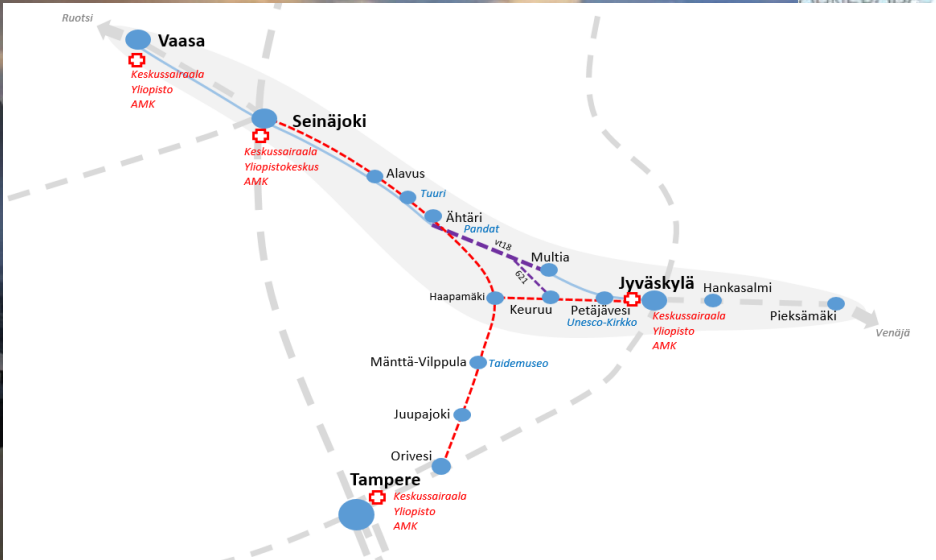 Ruotsi
Vaasa
Keskussairaala
Yliopisto
AMK
Seinäjoki
Keskussairaala
Yliopistokeskus
AMK
Alavus
Tuuri
Ähtäri
Pandat
vt18
Multia
621
Jyväskylä
Hankasalmi
Haapamäki
Keuruu
Petäjävesi
Unesco-Kirkko
Keskussairaala
Yliopisto
AMK
Pieksämäki
Venäjä
Mänttä-Vilppula
Taidemuseo
Juupajoki
Orivesi
Tampere
Keskussairaala
Yliopisto
AMK